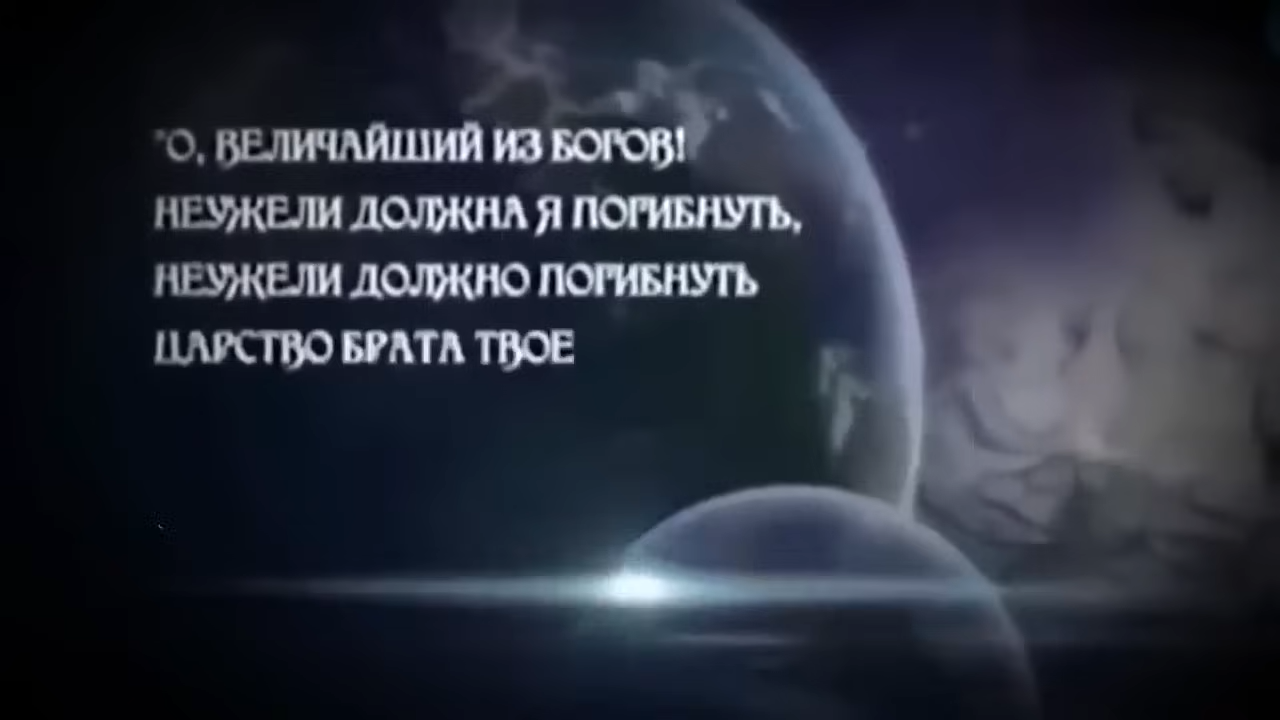 "О, ВЕЛИЧАЙШИЙ ИЗ БОГОВ!
НЕУЖЕЛИ ДОЛЖНА Я ПОГИБНУТЬ,
НЕУЖЕЛИ ДОЛЖНО ПОГИБНУТЬ
ЦАРСТВО БРАТА ТВОЕ